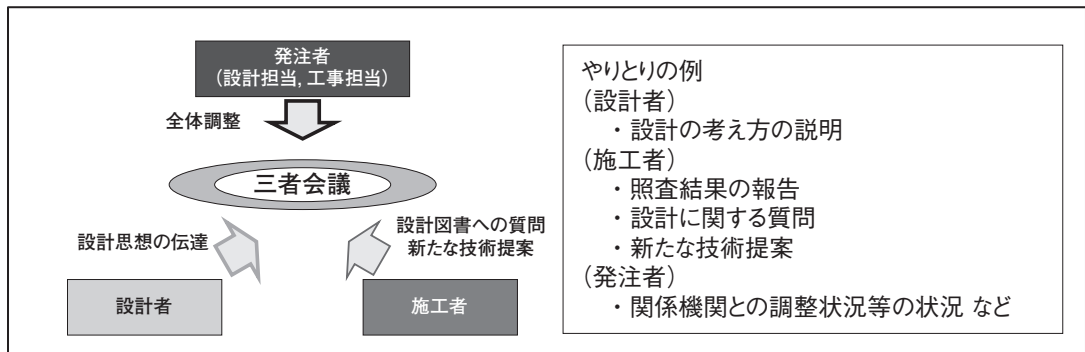 発注者
（設計担当，工事担当）
全体調整
三者会議
設計思想の伝達
設計図書への質問
新たな技術提案
設計者
施工者
やりとりの例
（設計者）
・設計の考え方の説明
（施工者）
・照査結果の報告
・設計に関する質問
・新たな技術提案
（発注者）
・関係機関との調整状況等の状況 など